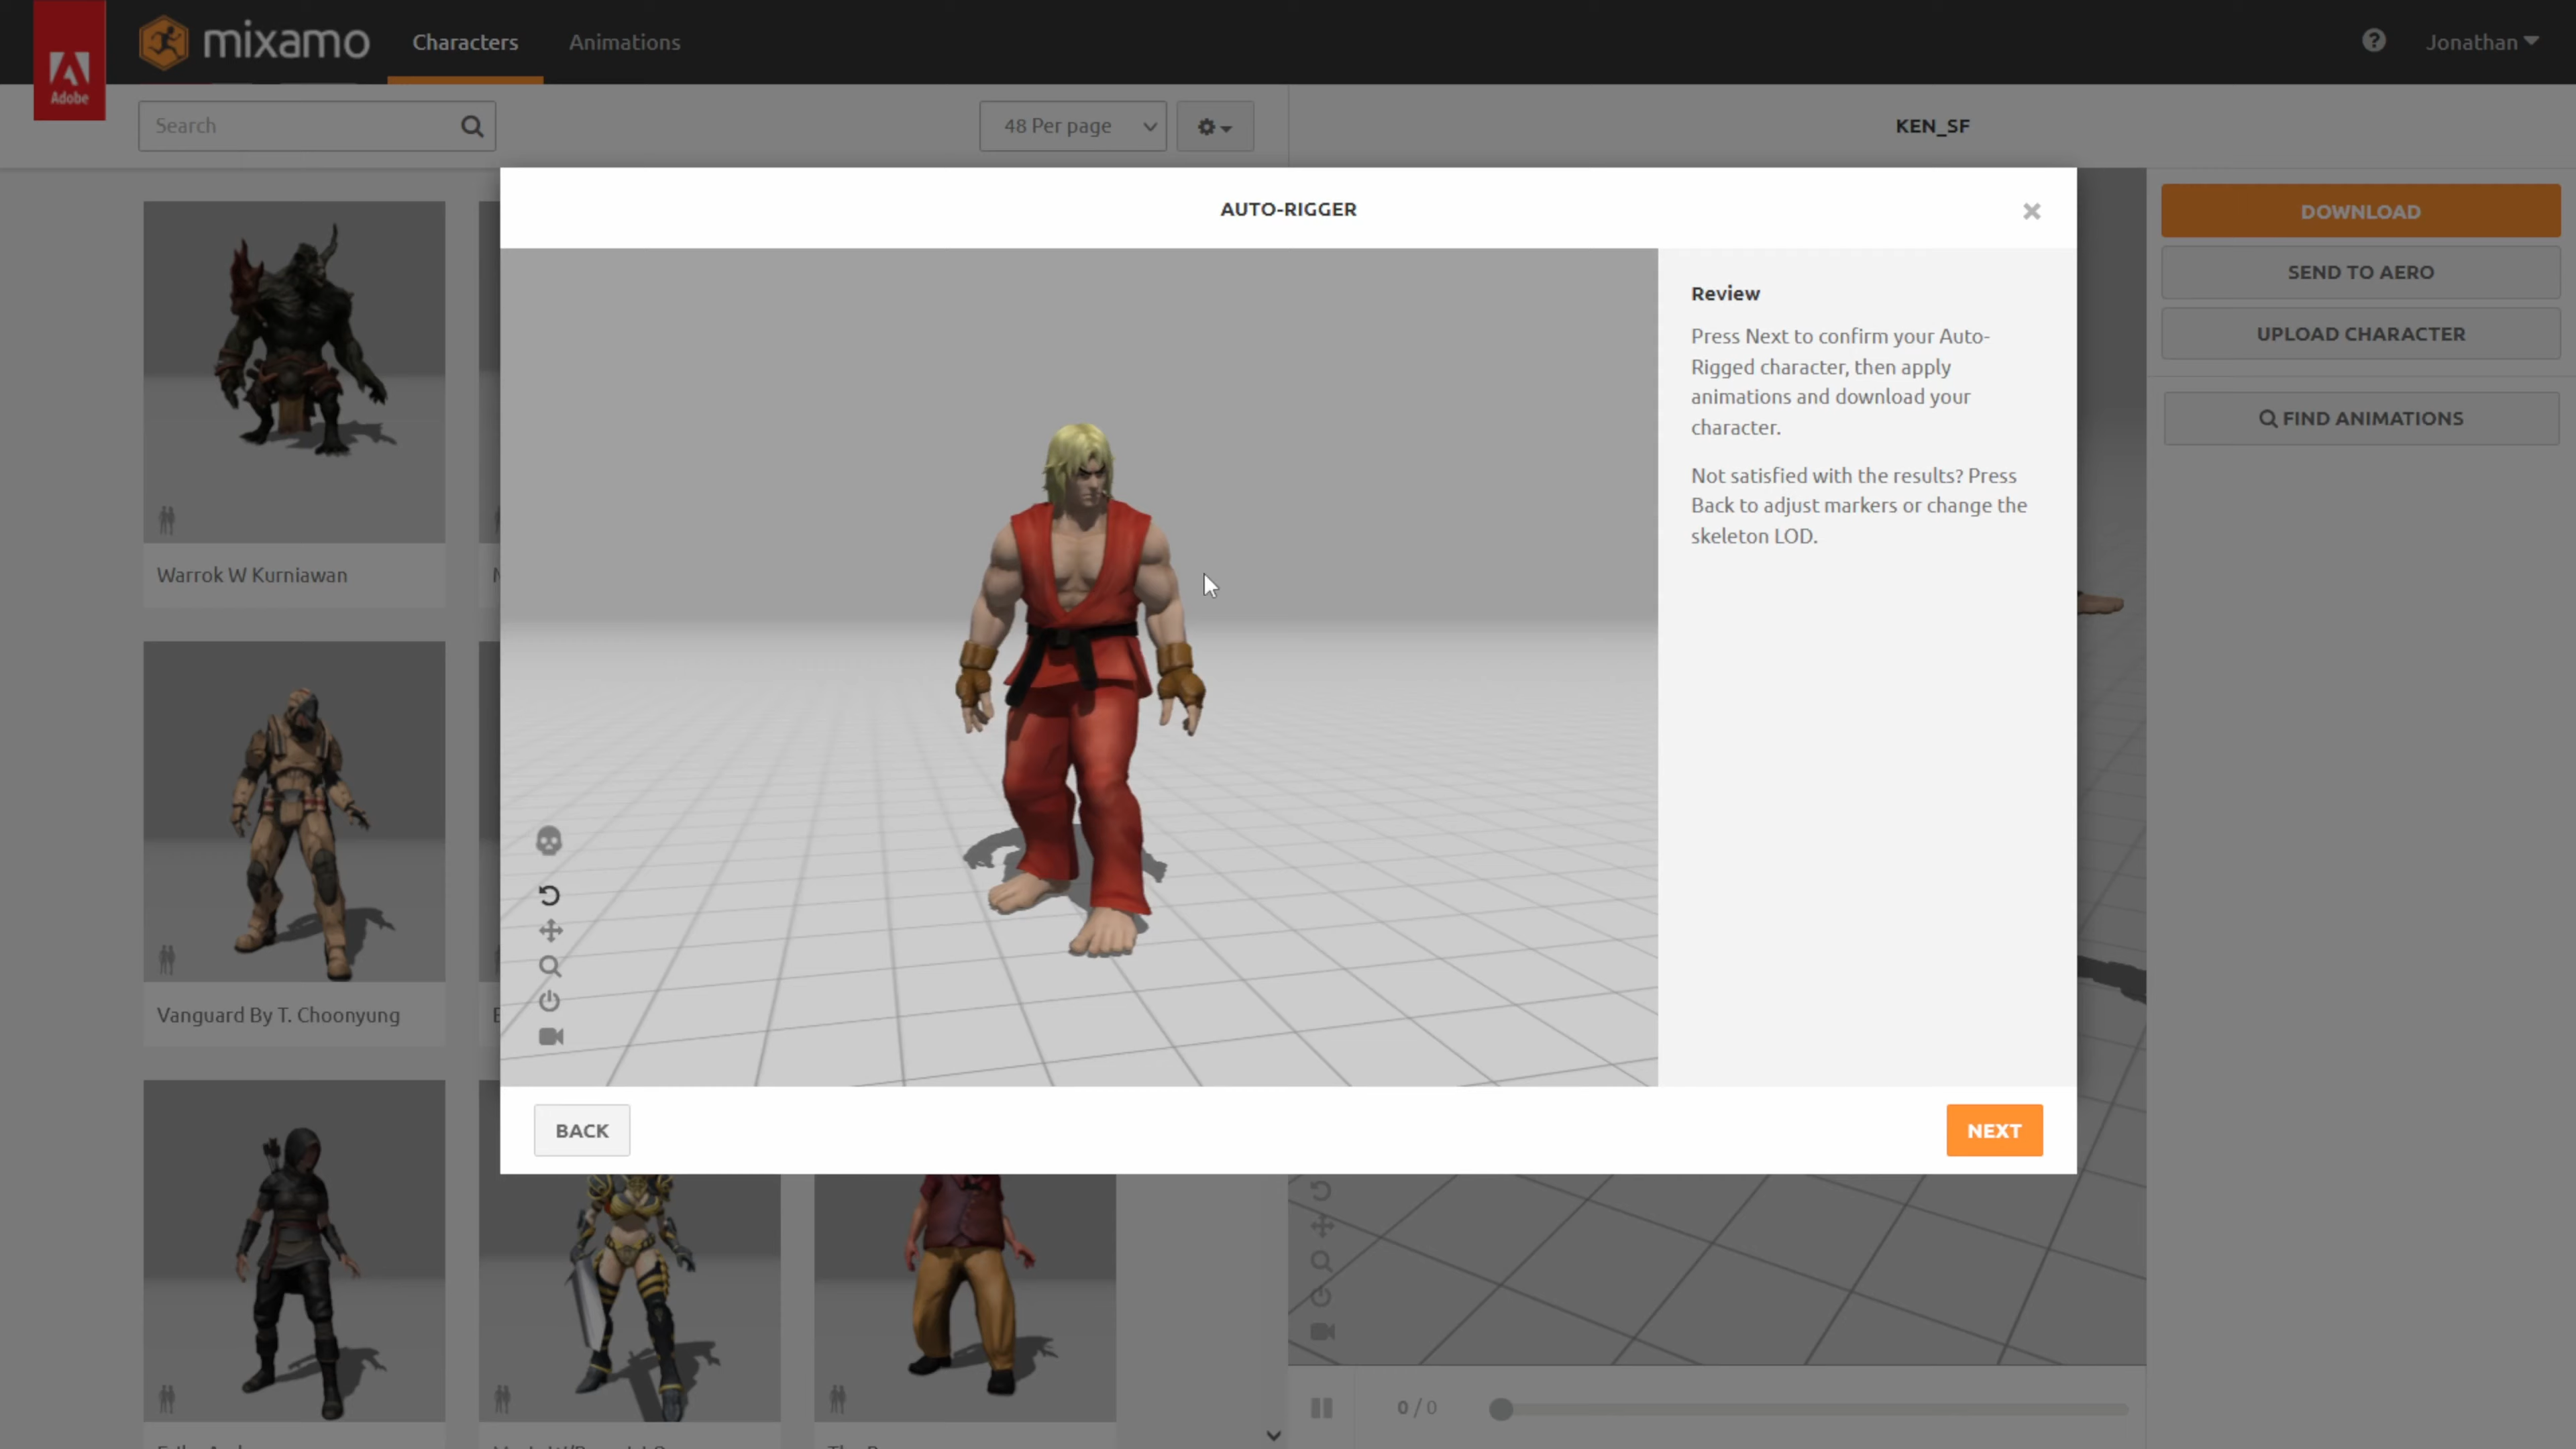 Adobe
mixamo
Characters
Animations
Jonathan
Search
48 Per page
KEN_SF
AUTO-RIGGER
Review
Press Next to confirm your Auto-
Rigged character, then apply
animations and download your
character.
Not satisfied with the results? Press
Back to adjust markers or change the
skeleton LOD.
BACK
NEXT
DOWNLOAD
SEND TO AERO
UPLOAD CHARACTER
FIND ANIMATIONS
Warrok W Kurniawan
Vanguard By T. Choonyung
0 / 0